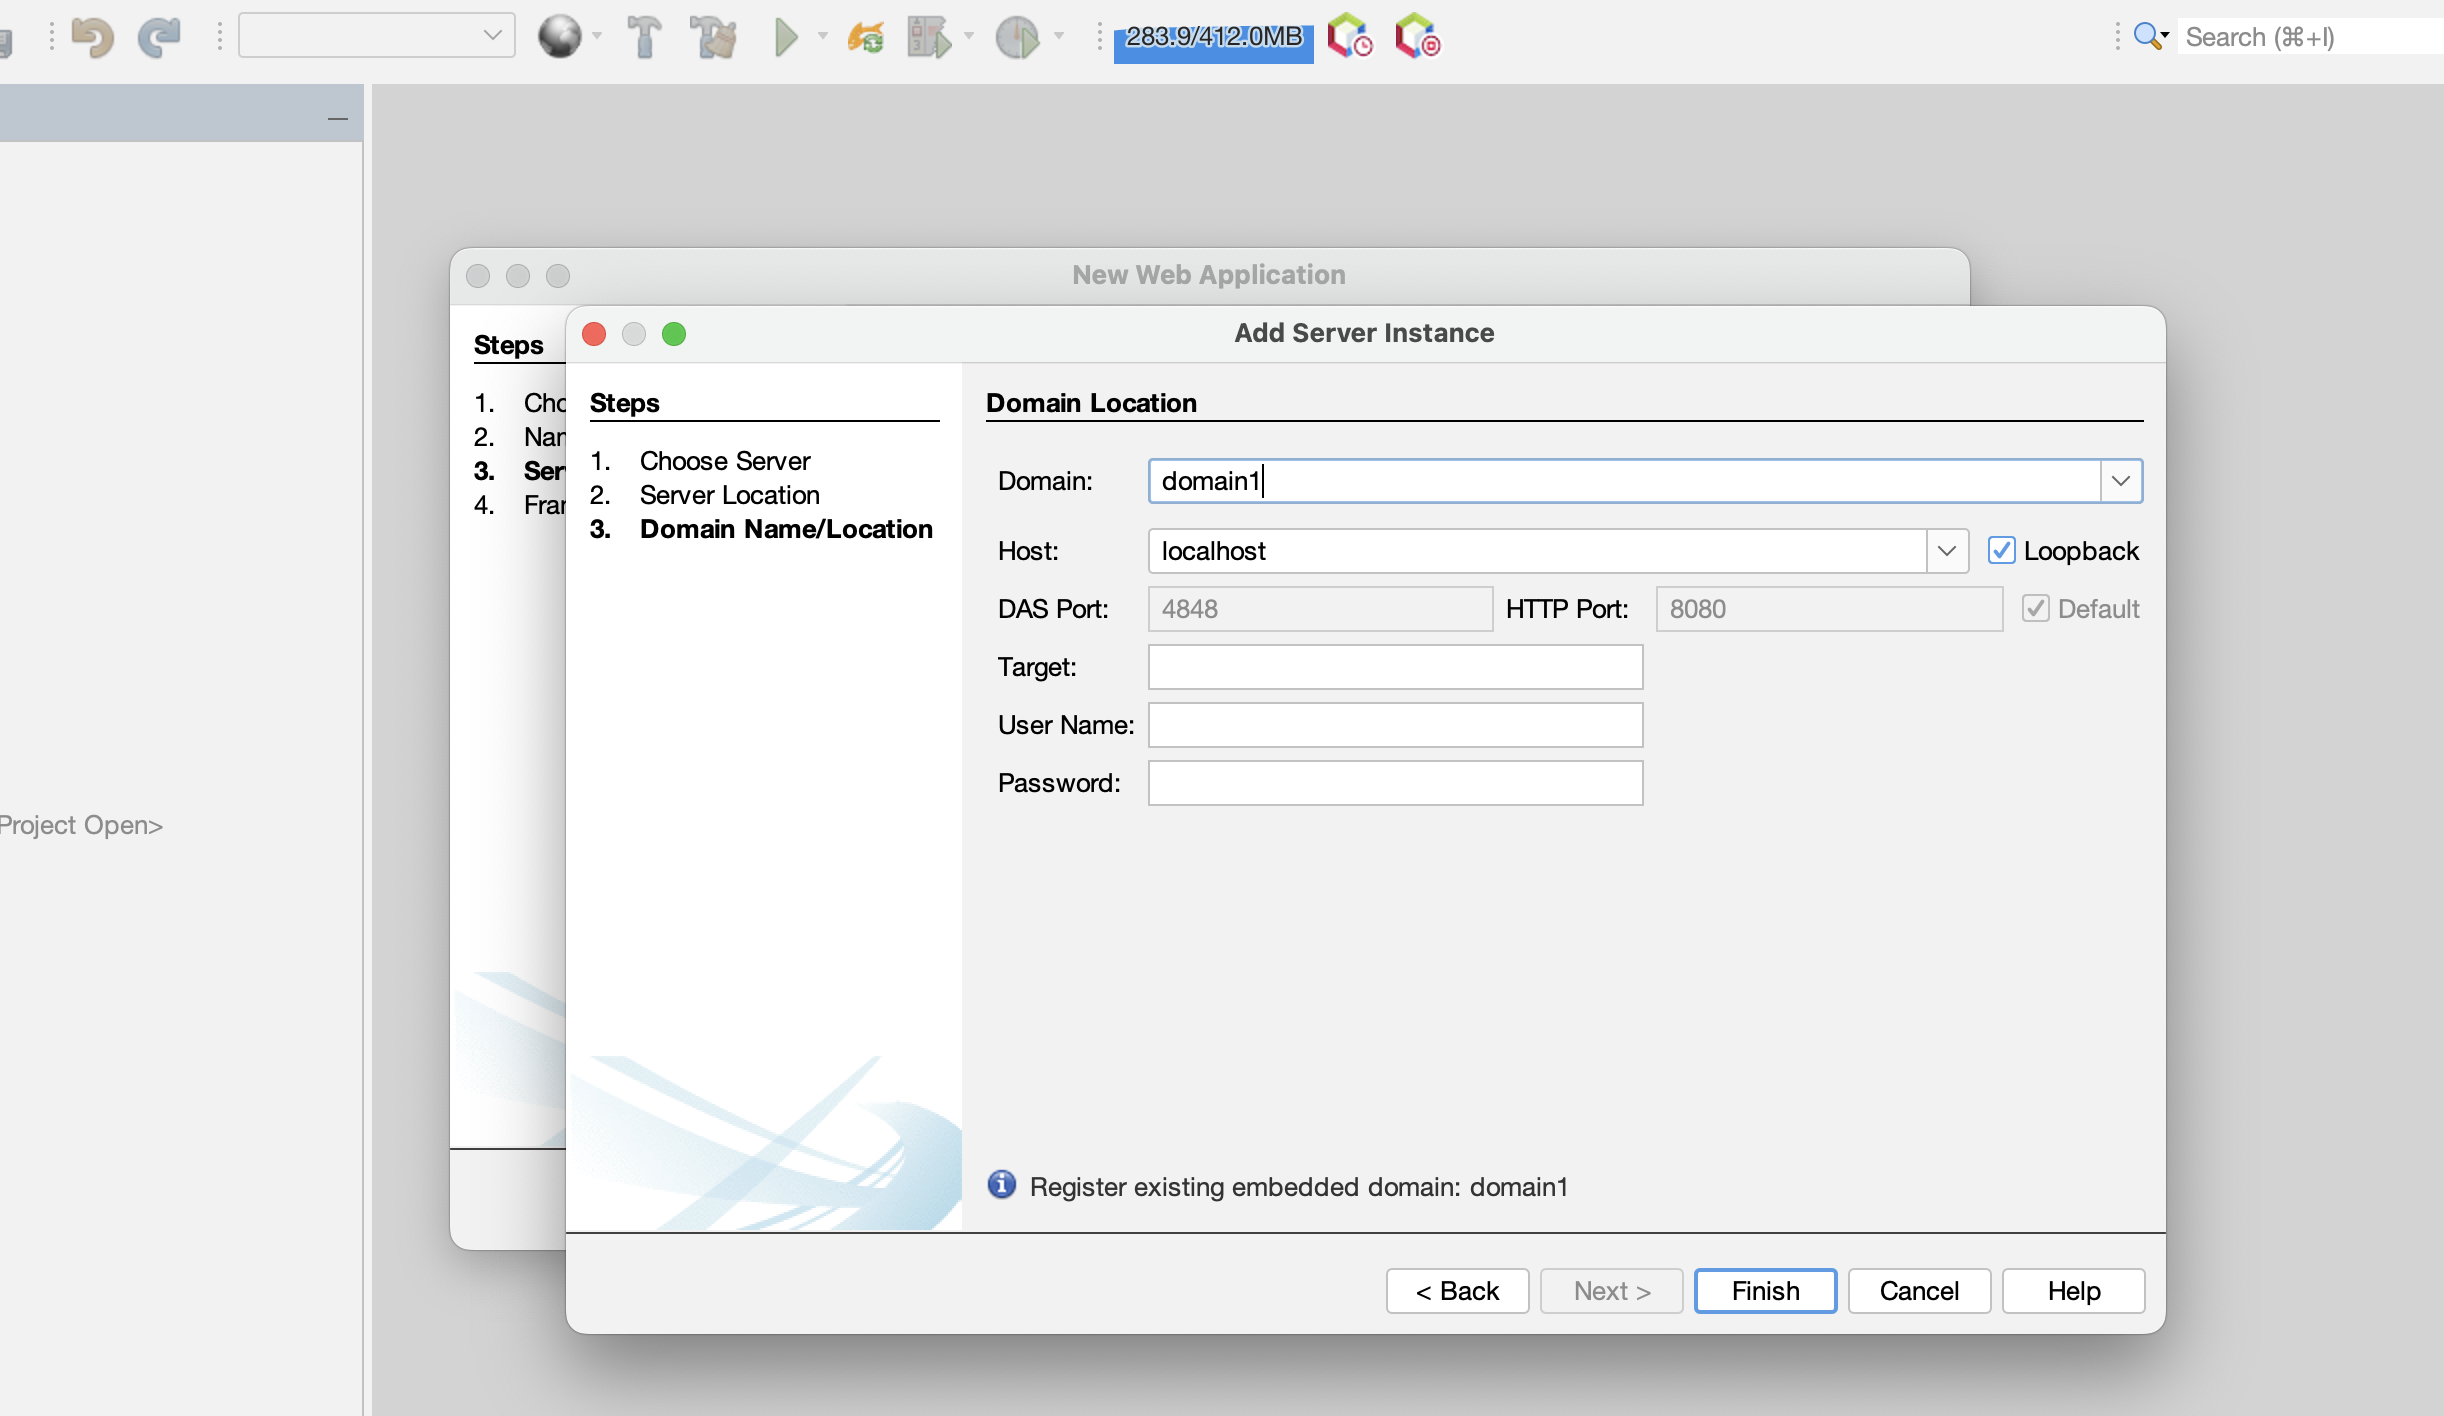 283.9/412.0MB
Search (⌘+I)
New Web Application
Steps
1. Cho
2. Nar
3. Ser
4. Frar
Add Server Instance
Steps
1. Choose Server
2. Server Location
3. Domain Name/Location
Domain Location
Domain: domain1
Host: localhost Loopback
DAS Port: 4848 HTTP Port: 8080 Default
Target:
User Name:
Password:
Project Open>
Register existing embedded domain: domain1
< Back Next > Finish Cancel Help